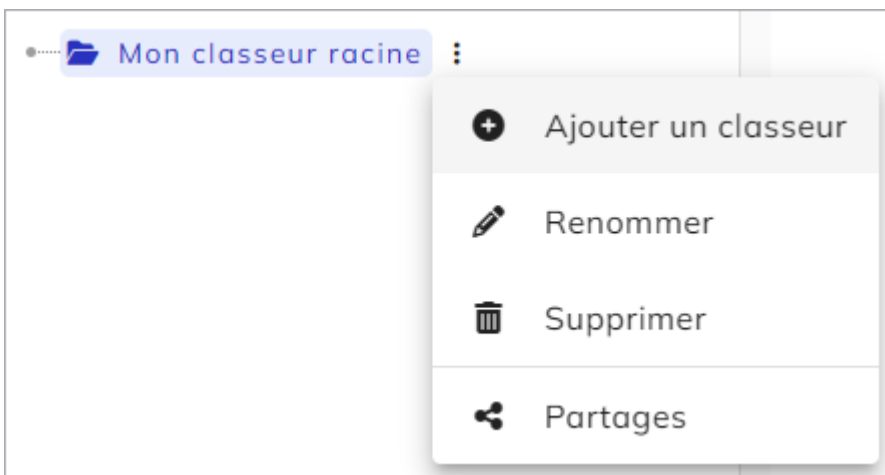 Mon classeur racine
Ajouter un classeur
Renommer
Supprimer
Partages